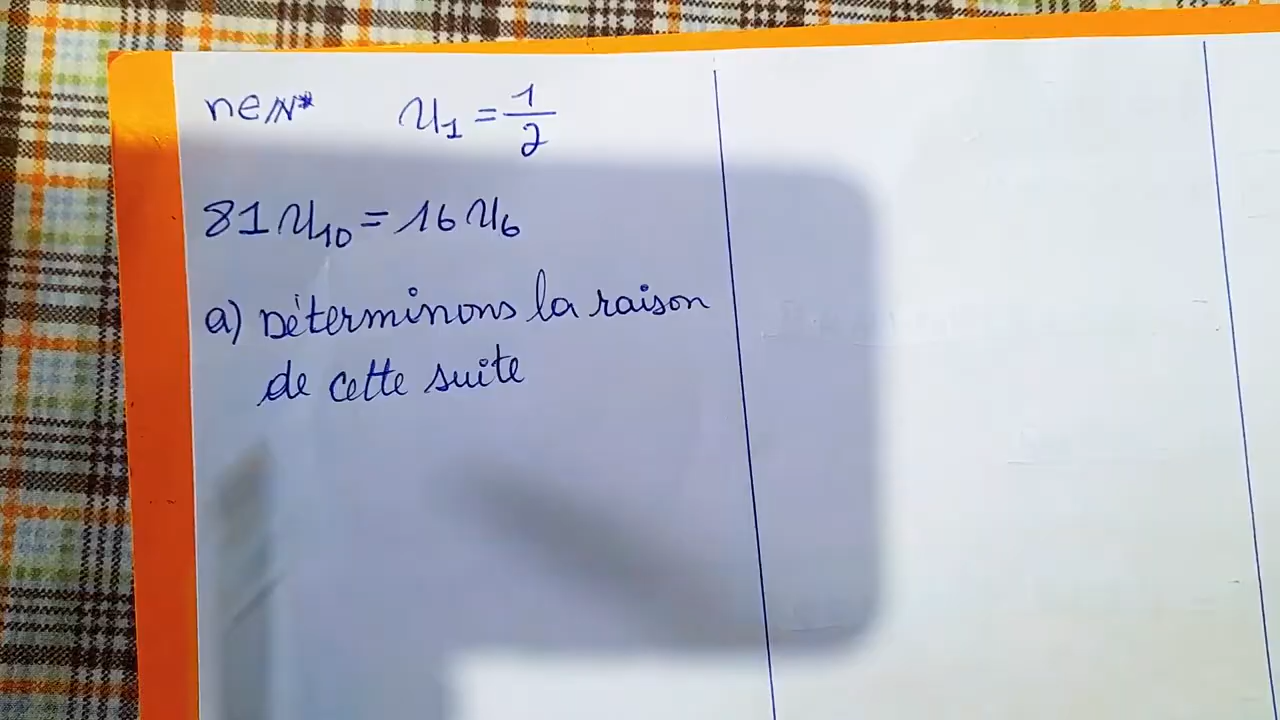 n∈ℕ* U₁ = 1/2
81U₁₀ = 16U₆
a) Déterminons la raison
de cette suite